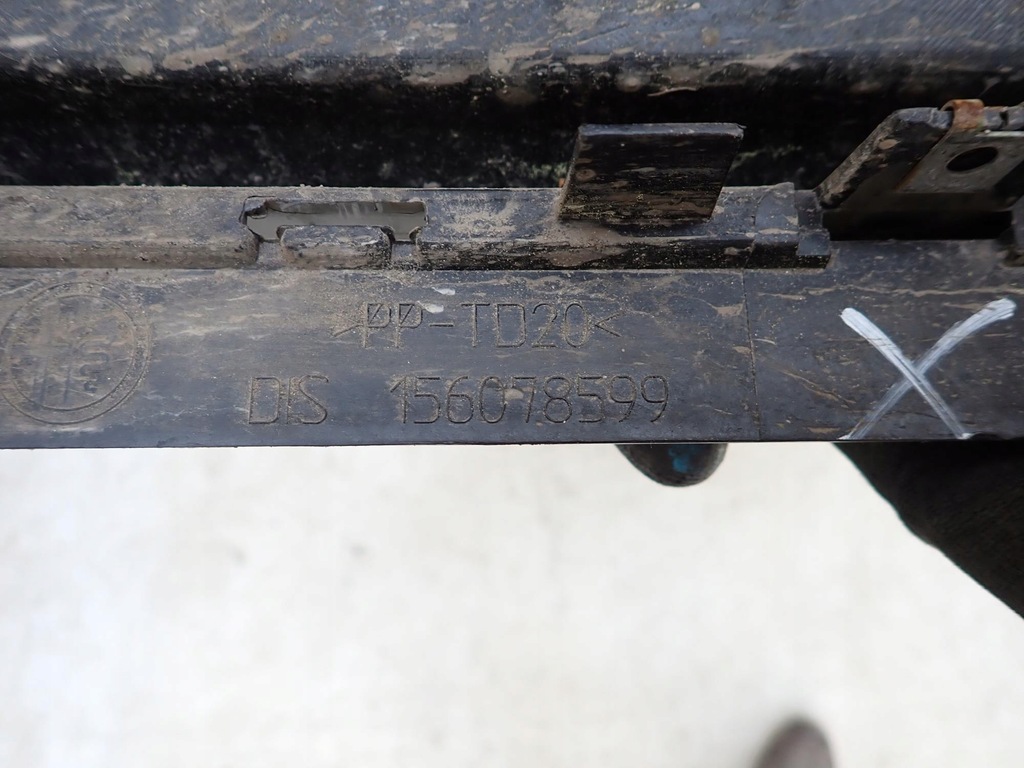 >PP-TD20<
DIS 156078599
X